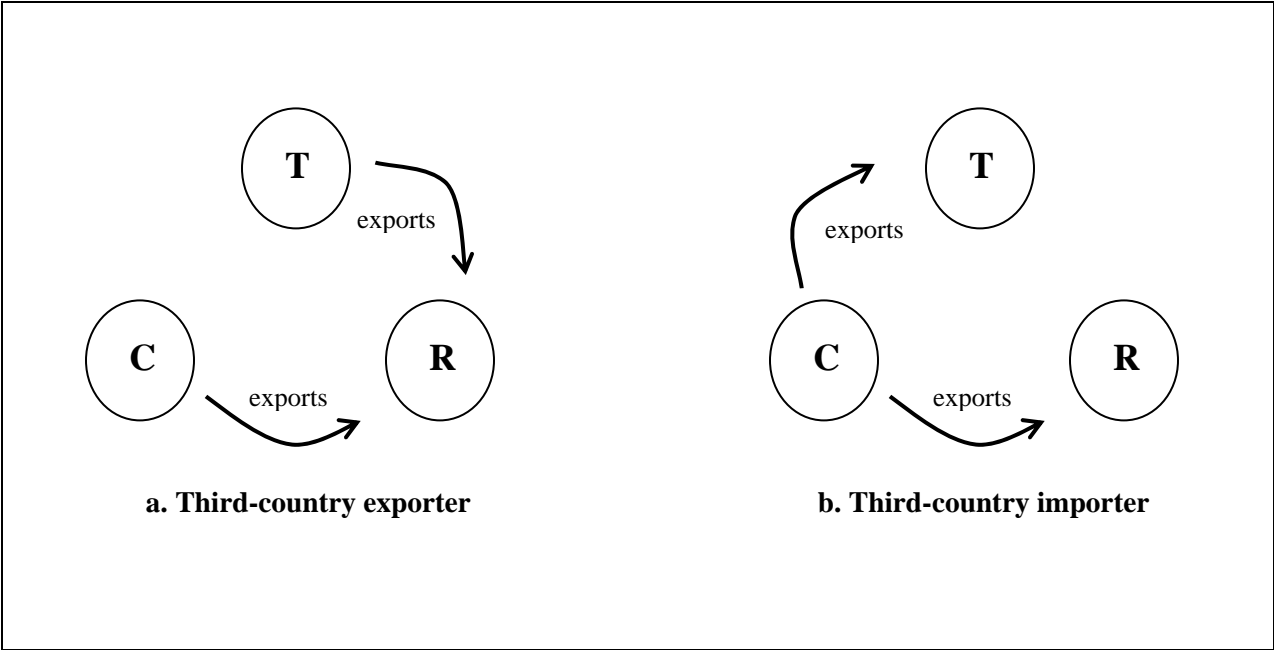 T
exports
C
R
exports
a. Third-country exporter
T
exports
C
R
exports
b. Third-country importer